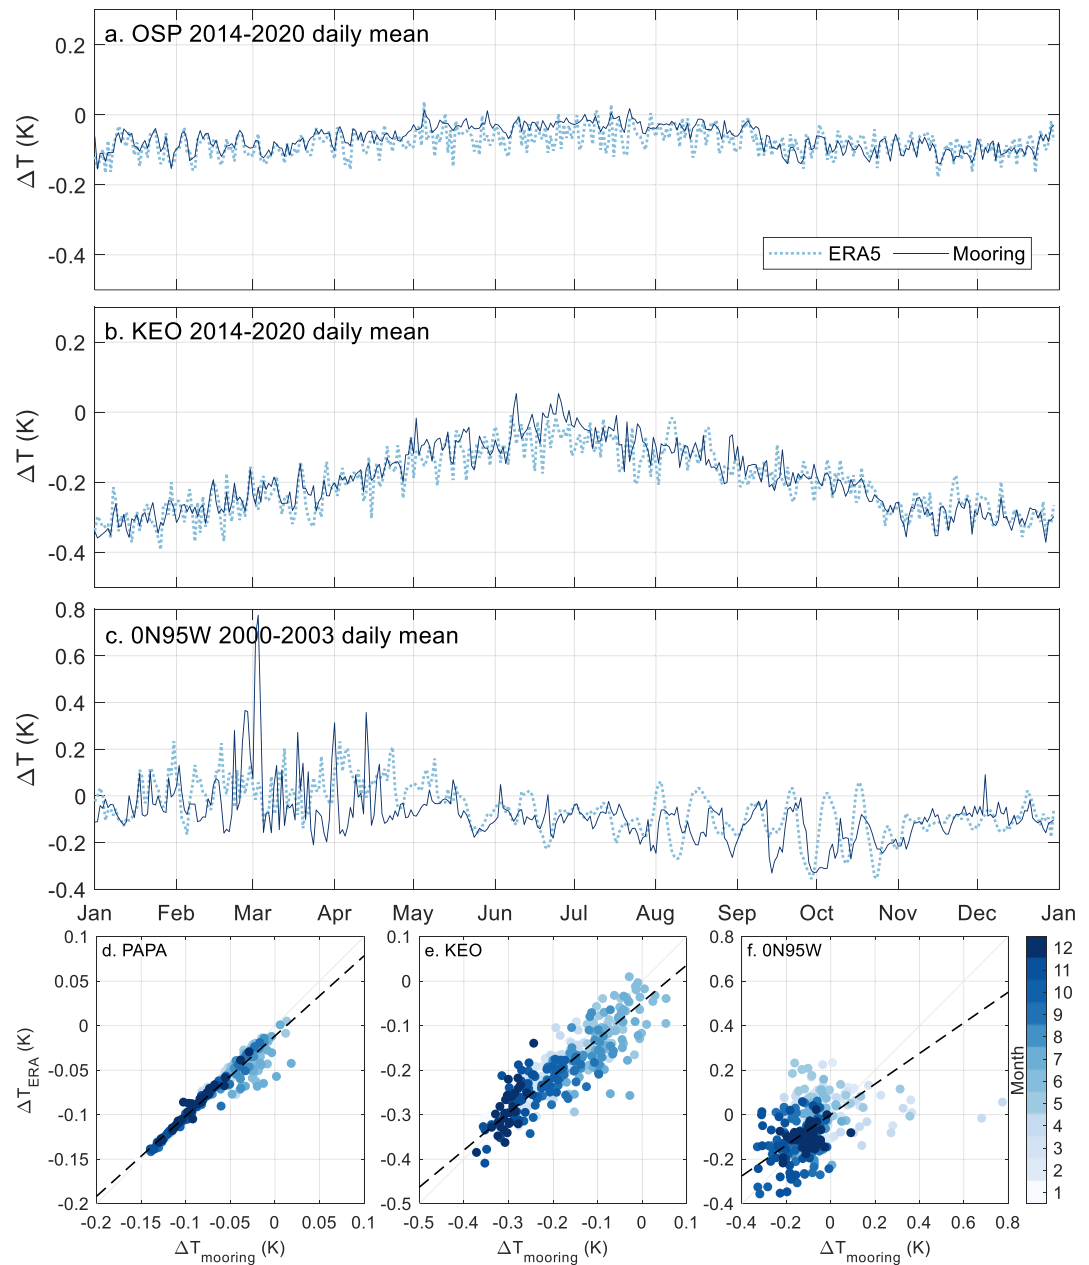 a. OSP 2014-2020 daily mean
0.2
0
-0.2
-0.4
ΔT (K)
ERA5
Mooring
b. KEO 2014-2020 daily mean
0.2
0
-0.2
-0.4
ΔT (K)
c. 0N95W 2000-2003 daily mean
0.8
0.6
0.4
0.2
0
-0.2
-0.4
ΔT (K)
Jan Feb Mar Apr May Jun Jul Aug Sep Oct Nov Dec Jan
d. PAPA
0.1
0.05
0
-0.05
-0.1
-0.15
-0.2
ΔT_ERA (K)
-0.2 -0.15 -0.1 -0.05 0 0.05 0.1
ΔT_mooring (K)
e. KEO
0.1
0
-0.1
-0.2
-0.3
-0.4
-0.5
-0.5 -0.4 -0.3 -0.2 -0.1 0 0.1
ΔT_mooring (K)
f. 0N95W
0.8
0.6
0.4
0.2
0
-0.2
-0.4
-0.4 -0.2 0 0.2 0.4 0.6 0.8
ΔT_mooring (K)
Month
12
11
10
9
8
7
6
5
4
3
2
1